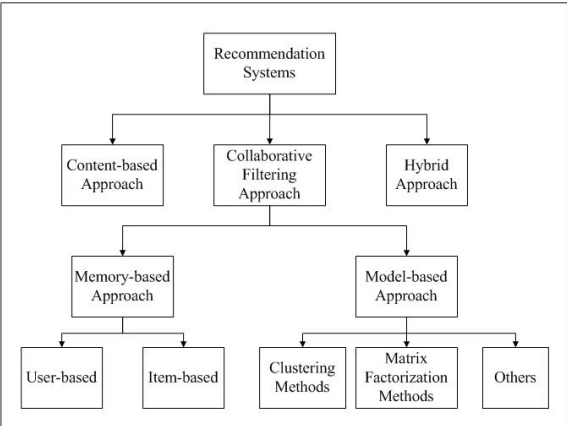 Recommendation
Systems
Content-based
Approach
Collaborative
Filtering
Approach
Hybrid
Approach
Memory-based
Approach
Model-based
Approach
User-based
Item-based
Clustering
Methods
Matrix
Factorization
Methods
Others